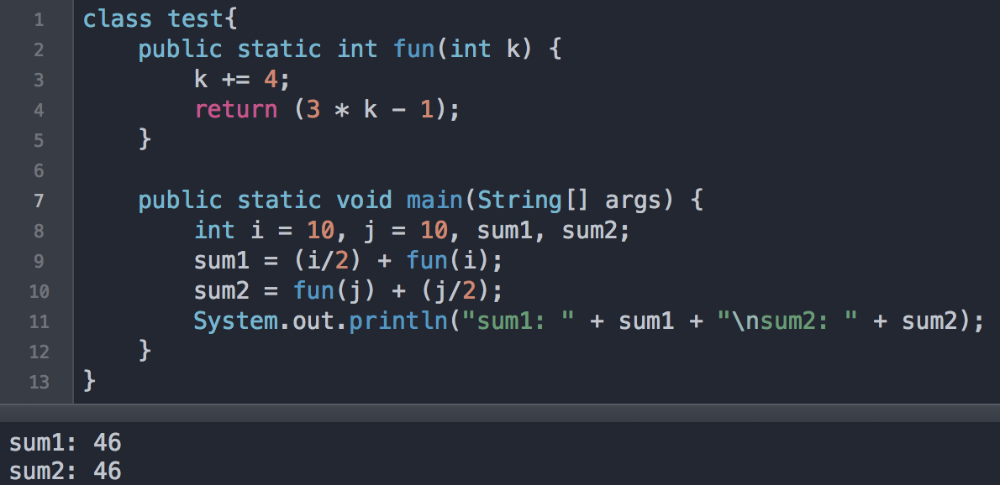 1 class test{
2 public static int fun(int k) {
3 k += 4;
4 return (3 * k - 1);
5 }
6
7 public static void main(String[] args) {
8 int i = 10, j = 10, sum1, sum2;
9 sum1 = (i/2) + fun(i);
10 sum2 = fun(j) + (j/2);
11 System.out.println("sum1: " + sum1 + "\nsum2: " + sum2);
12 }
13 }
sum1: 46
sum2: 46